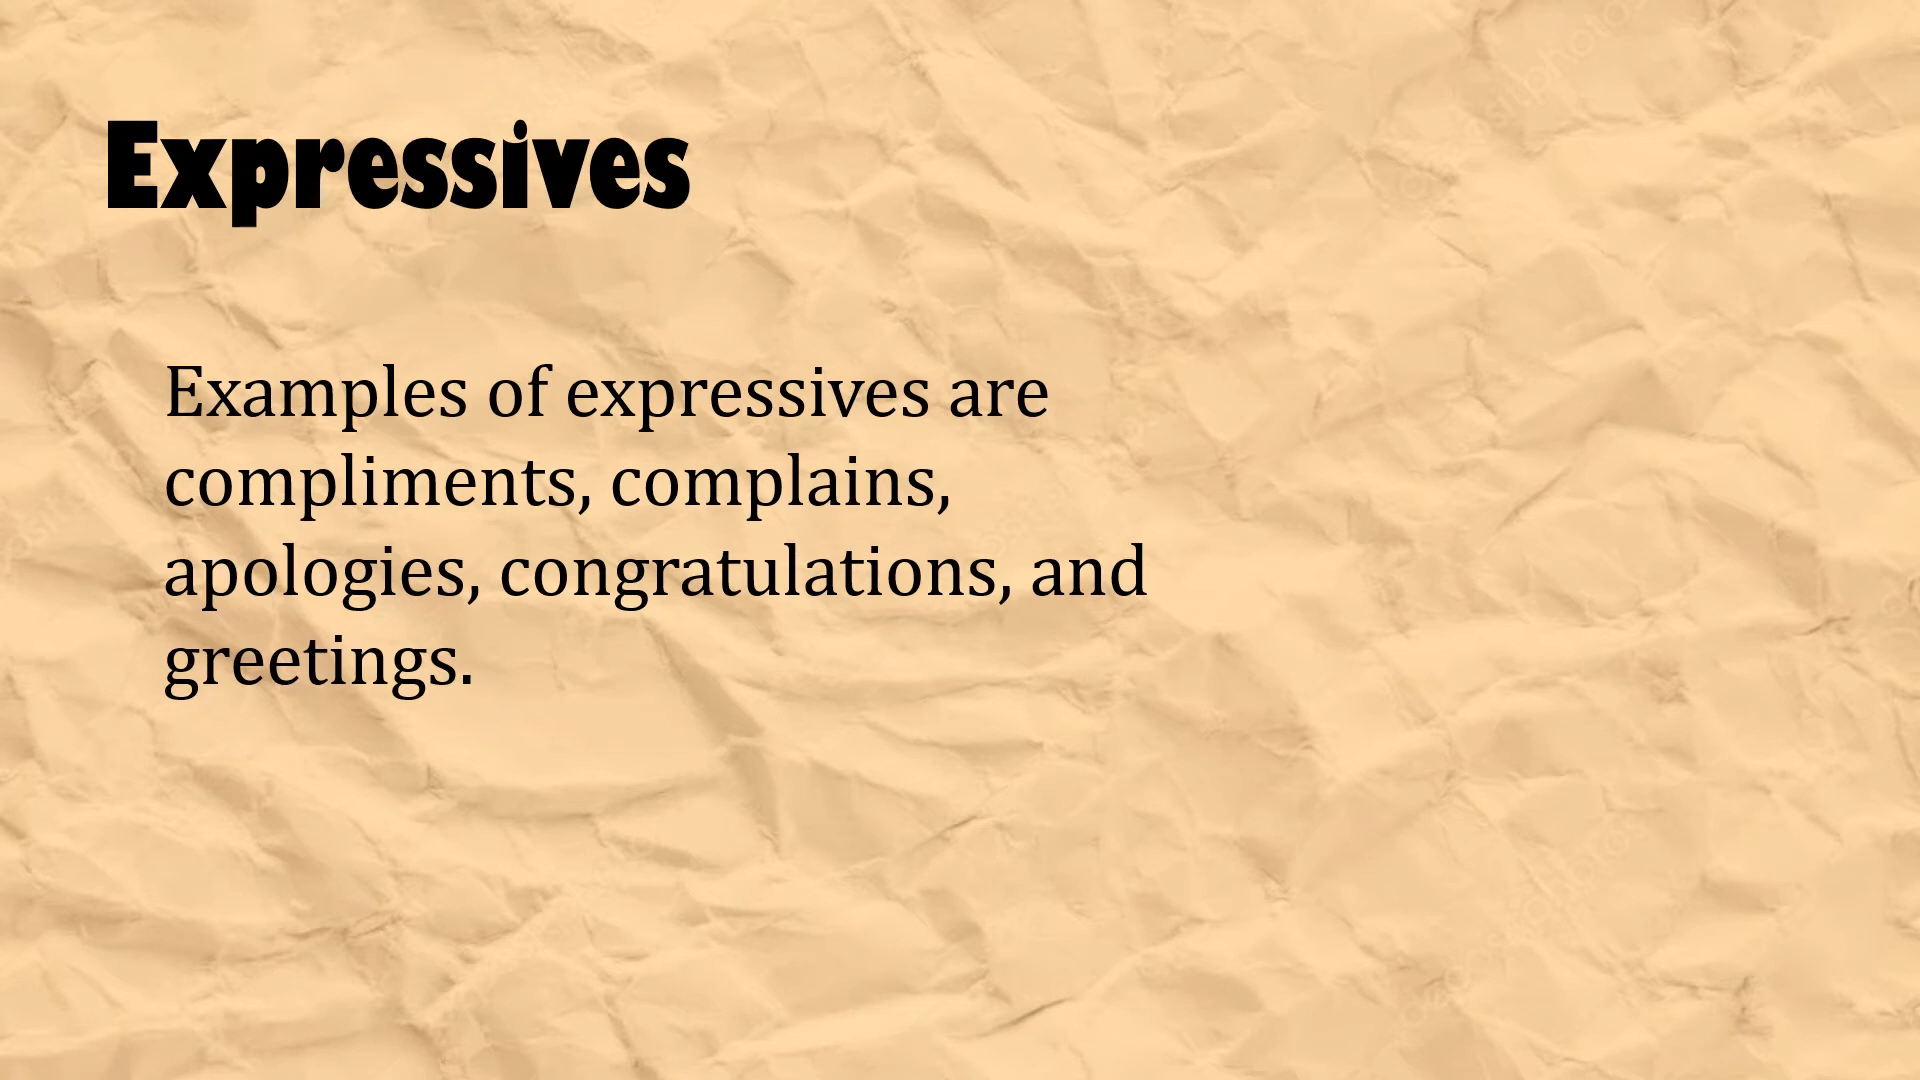 Expressives
Examples of expressives are
compliments, complains,
apologies, congratulations, and
greetings.